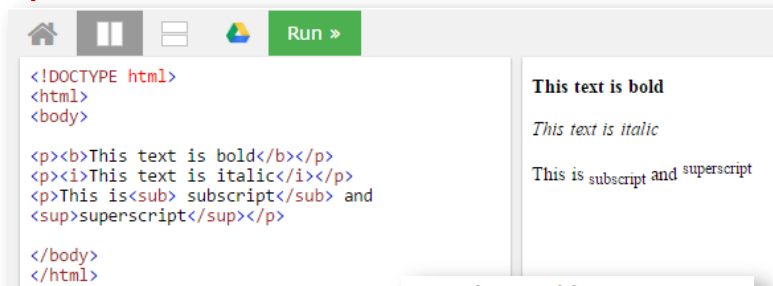 Run »
<!DOCTYPE html>
<html>
<body>
<p><b>This text is bold</b></p>
<p><i>This text is italic</i></p>
<p>This is<sub> subscript</sub> and
<sup>superscript</sup></p>
</body>
</html>
This text is bold
This text is italic
This is subscript and superscript